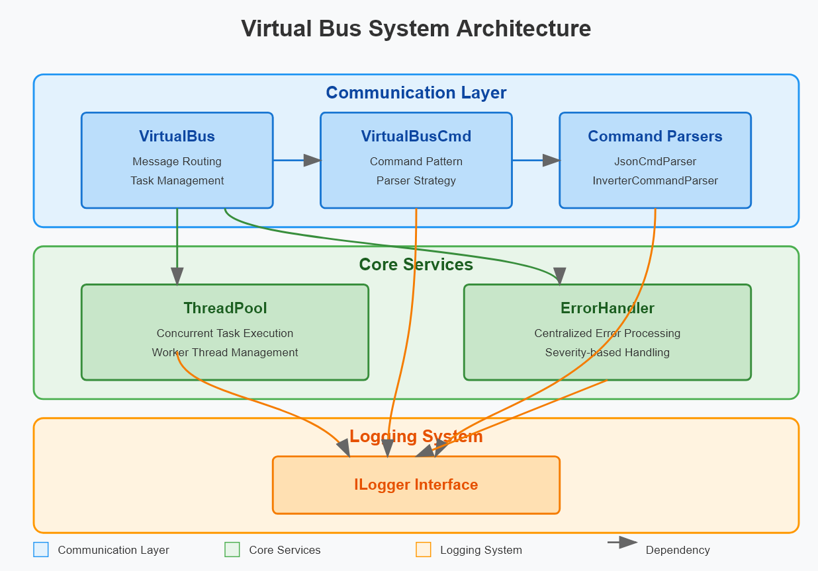 Virtual Bus System Architecture
Communication Layer
VirtualBus
Message Routing
Task Management
VirtualBusCmd
Command Pattern
Parser Strategy
Command Parsers
JsonCmdParser
InverterCommandParser
Core Services
ThreadPool
Concurrent Task Execution
Worker Thread Management
ErrorHandler
Centralized Error Processing
Severity-based Handling
Logging System
ILogger Interface
Communication Layer
Core Services
Logging System
Dependency